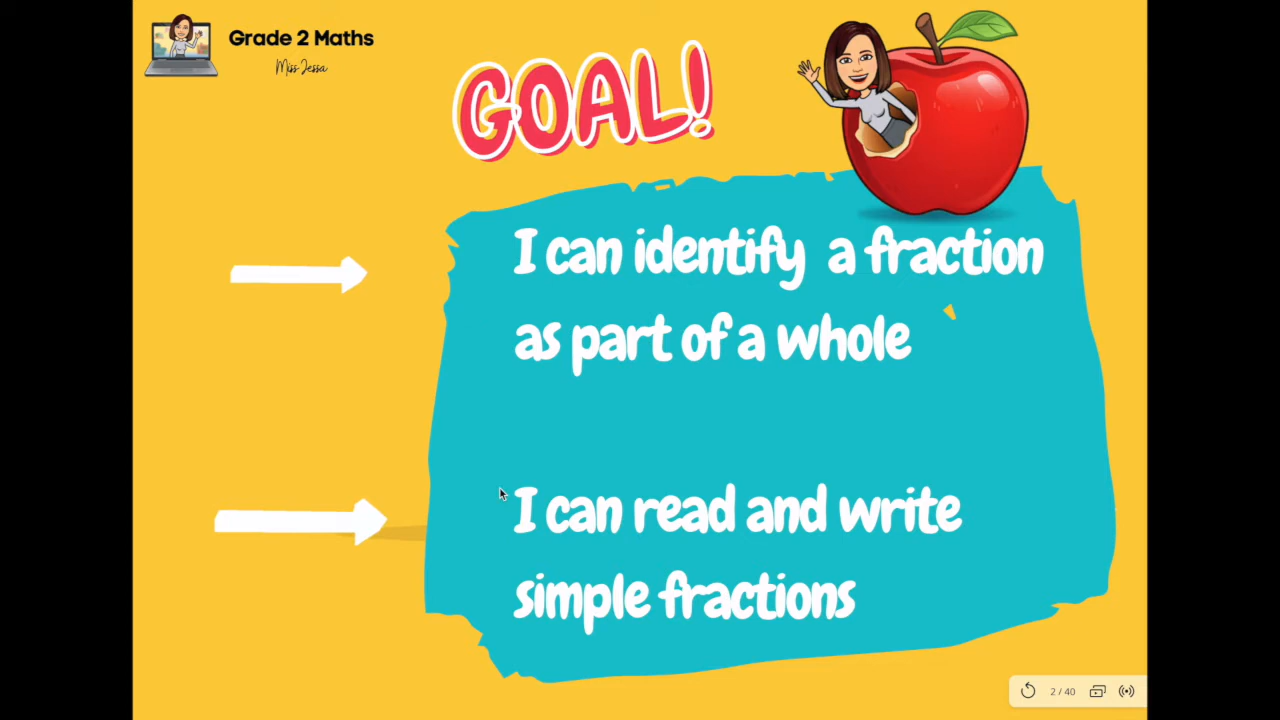 Grade 2 Maths
Miss Jessa
GOAL!
I can identify a fraction
as part of a whole
I can read and write
simple fractions
2 / 40